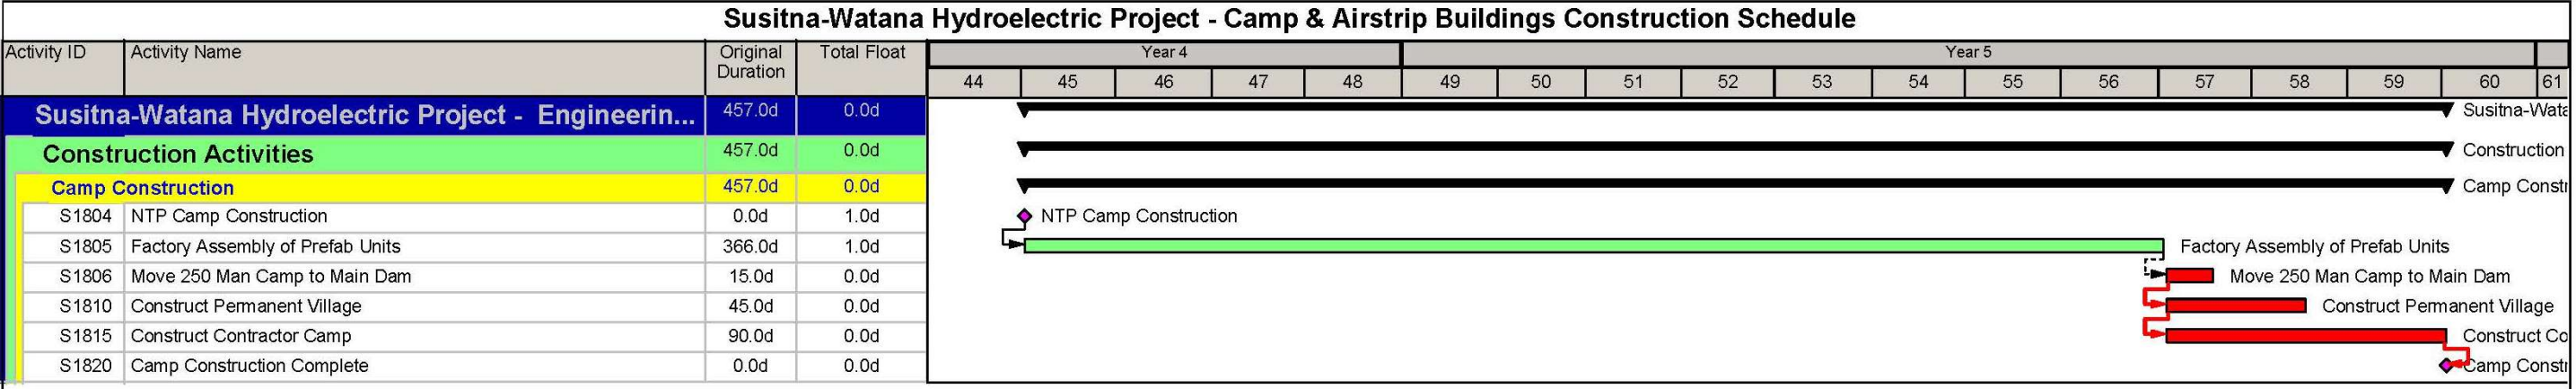 Susitna-Watana Hydroelectric Project - Camp & Airstrip Buildings Construction Schedule
Activity ID Activity Name Original Duration Total Float Year 4 Year 5
44 45 46 47 48 49 50 51 52 53 54 55 56 57 58 59 60 61
Susitna-Watana Hydroelectric Project - Engineerin... 457.0d 0.0d Susitna-Wata
Construction Activities 457.0d 0.0d Construction
Camp Construction 457.0d 0.0d Camp Constr
S1804 NTP Camp Construction 0.0d 1.0d NTP Camp Construction
S1805 Factory Assembly of Prefab Units 366.0d 1.0d Factory Assembly of Prefab Units
S1806 Move 250 Man Camp to Main Dam 15.0d 0.0d Move 250 Man Camp to Main Dam
S1810 Construct Permanent Village 45.0d 0.0d Construct Permanent Village
S1815 Construct Contractor Camp 90.0d 0.0d Construct Co
S1820 Camp Construction Complete 0.0d 0.0d Camp Constr